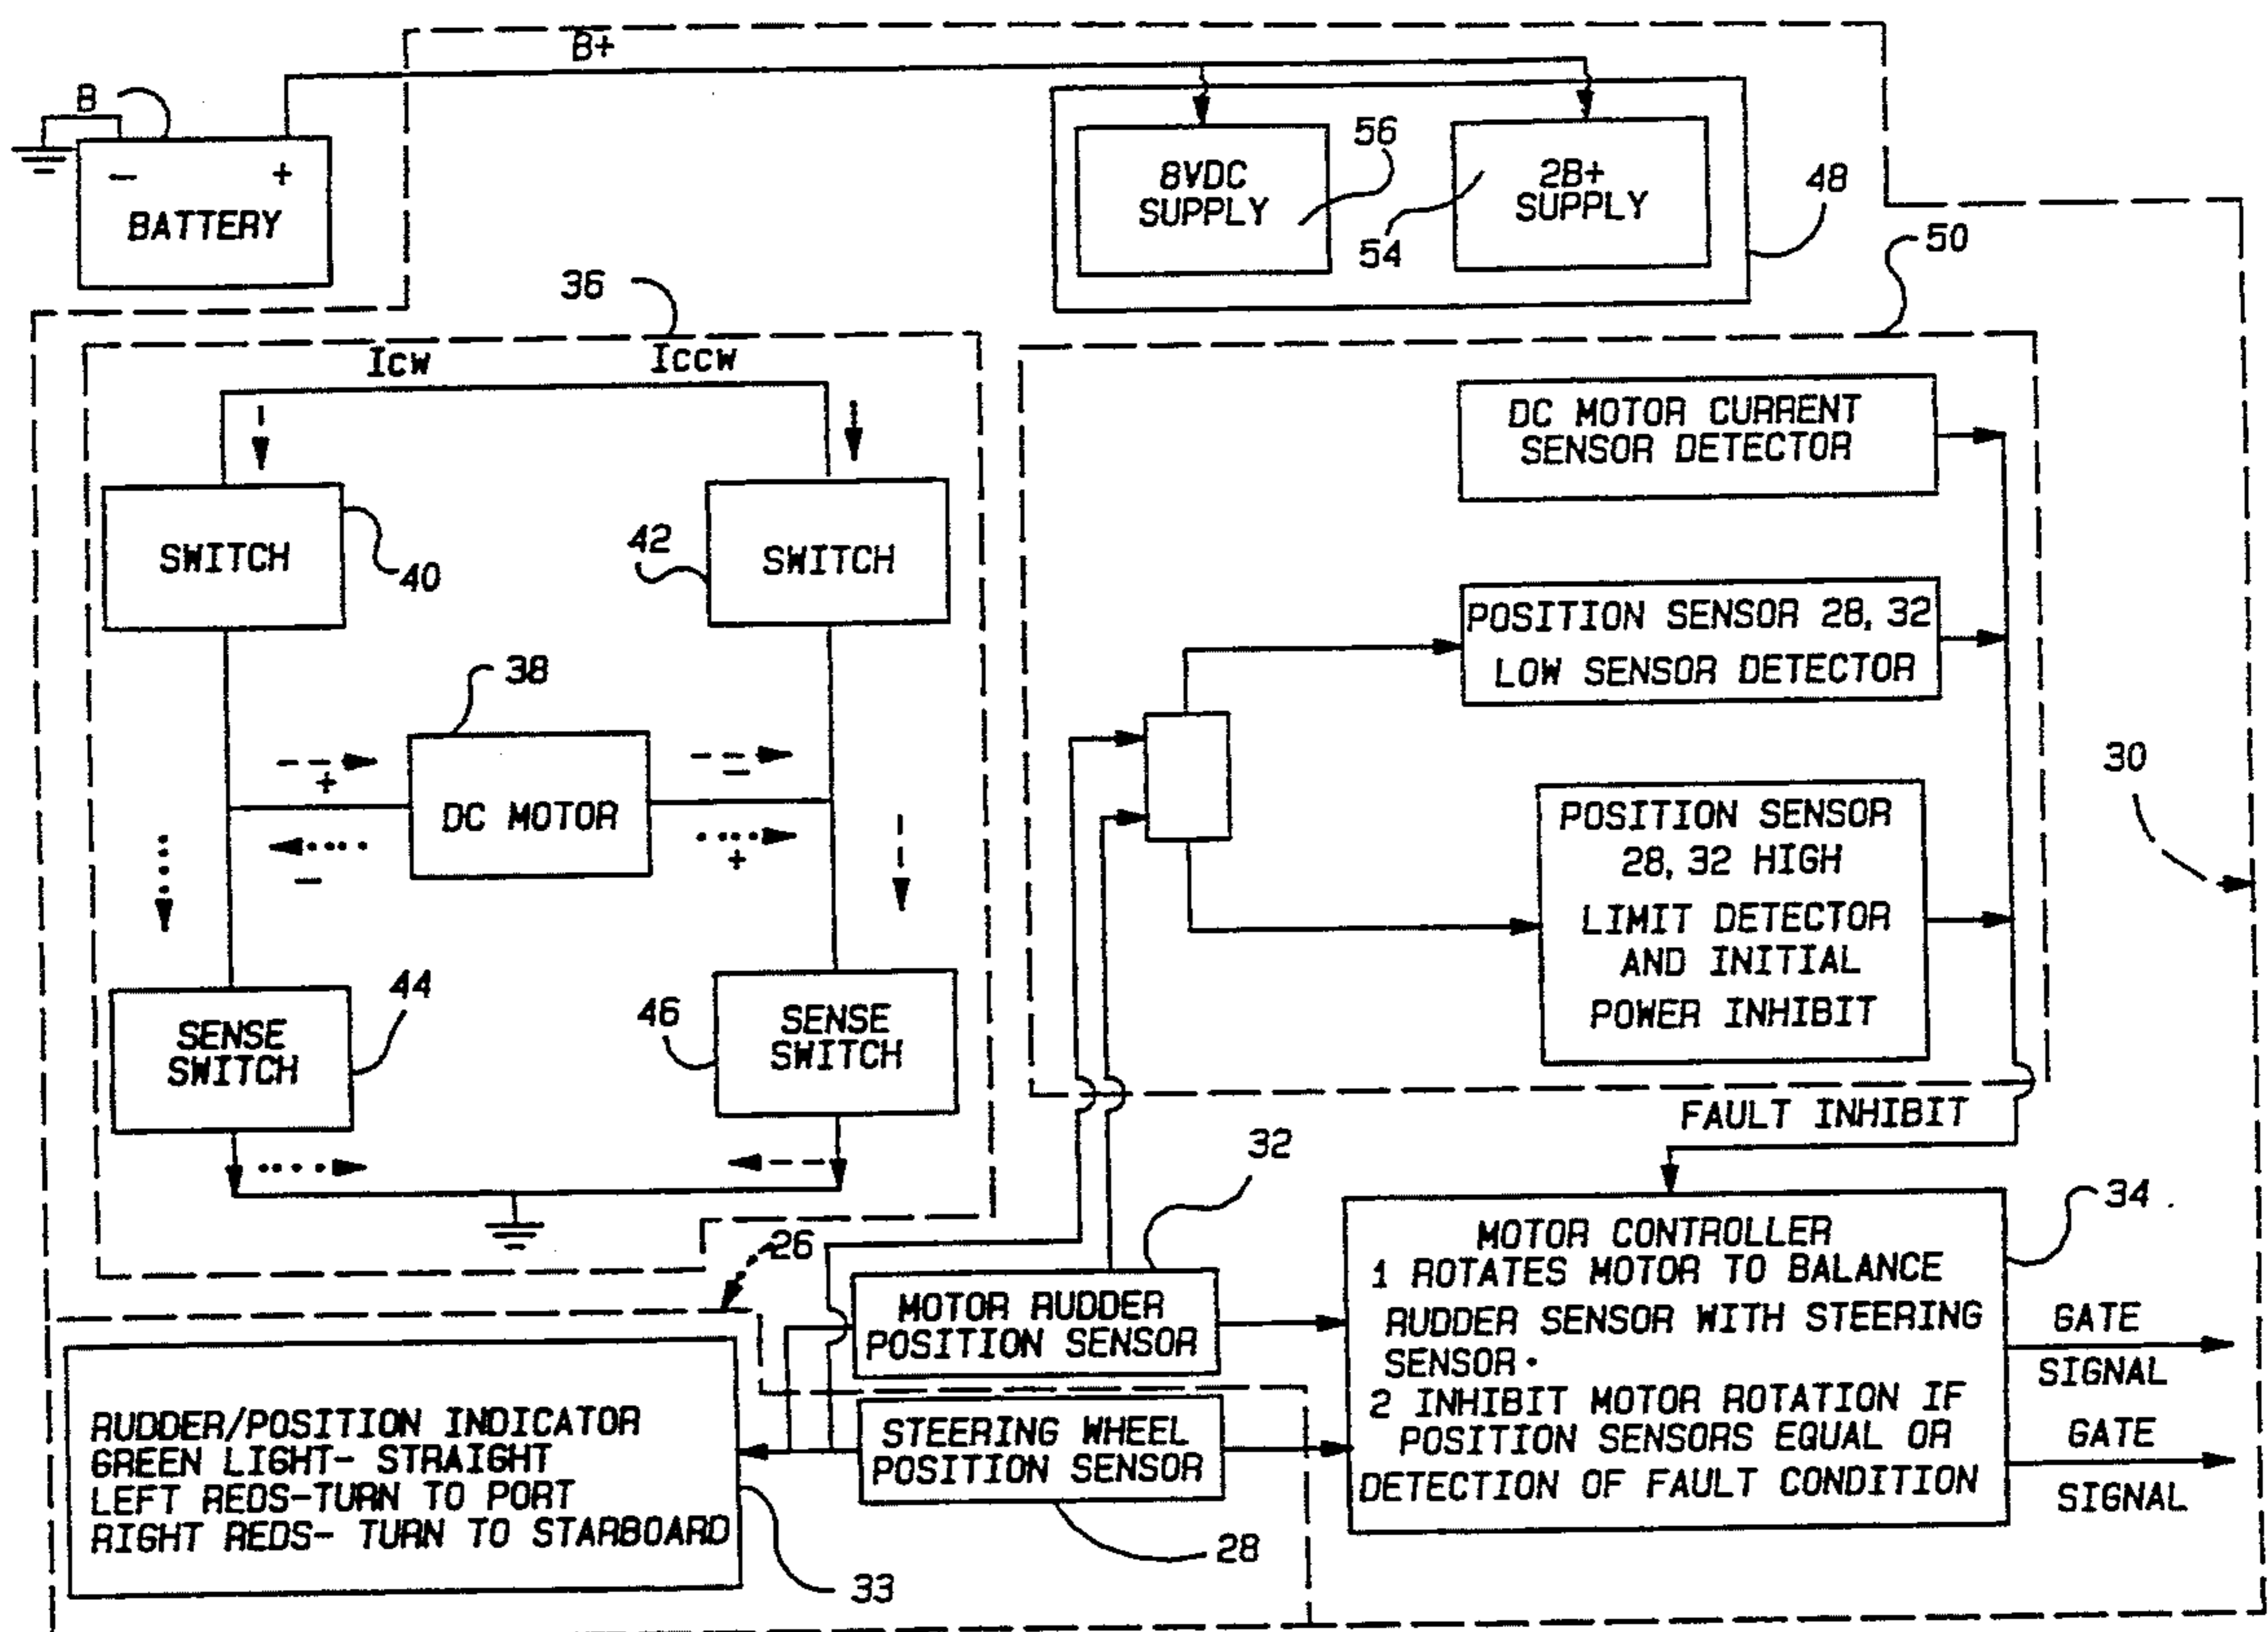 B+
B
- +
BATTERY
8VDC
SUPPLY
56
2B+
SUPPLY
54
48
50
36
Icw
Iccw
DC MOTOR CURRENT
SENSOR DETECTOR
SWITCH
40
42
SWITCH
POSITION SENSOR 28, 32
LOW SENSOR DETECTOR
38
+
-
DC MOTOR
-
+
30
POSITION SENSOR
28, 32 HIGH
LIMIT DETECTOR
AND INITIAL
POWER INHIBIT
44
SENSE
SWITCH
46
SENSE
SWITCH
FAULT INHIBIT
32
34
26
MOTOR CONTROLLER
1 ROTATES MOTOR TO BALANCE
RUDDER SENSOR WITH STEERING
SENSOR.
2 INHIBIT MOTOR ROTATION IF
POSITION SENSORS EQUAL OR
DETECTION OF FAULT CONDITION
MOTOR RUDDER
POSITION SENSOR
GATE
SIGNAL
GATE
SIGNAL
RUDDER/POSITION INDICATOR
GREEN LIGHT- STRAIGHT
LEFT REDS-TURN TO PORT
RIGHT REDS- TURN TO STARBOARD
STEERING WHEEL
POSITION SENSOR
28
33